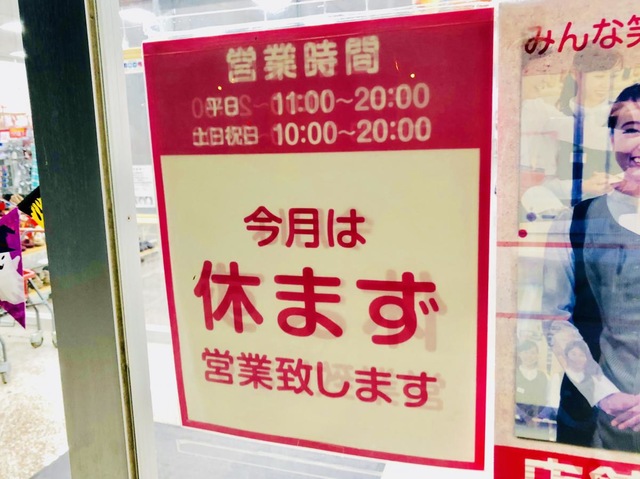 営業時間
平日 11:00～20:00
土日祝日 10:00～20:00
今月は
休まず
営業致します
みんな笑